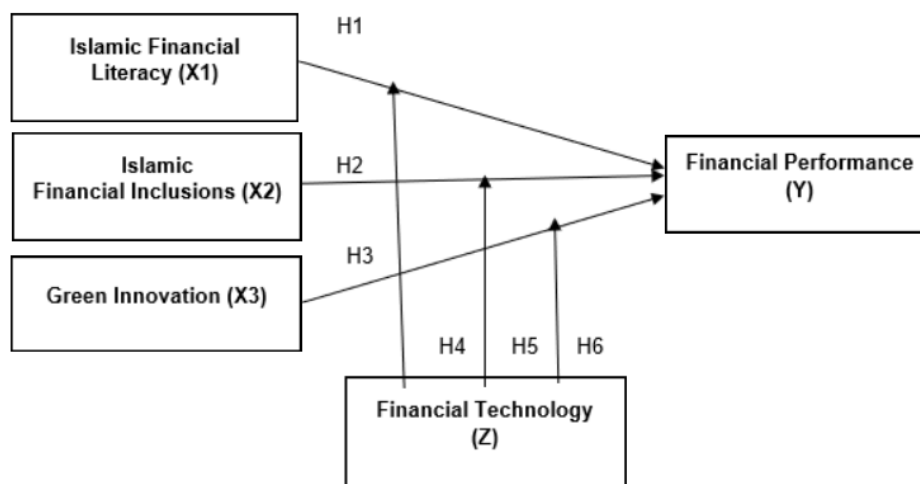 H1
Islamic Financial
Literacy (X1)
Islamic
Financial Inclusions (X2)
H2
Financial Performance
(Y)
H3
Green Innovation (X3)
H4
H5
H6
Financial Technology
(Z)